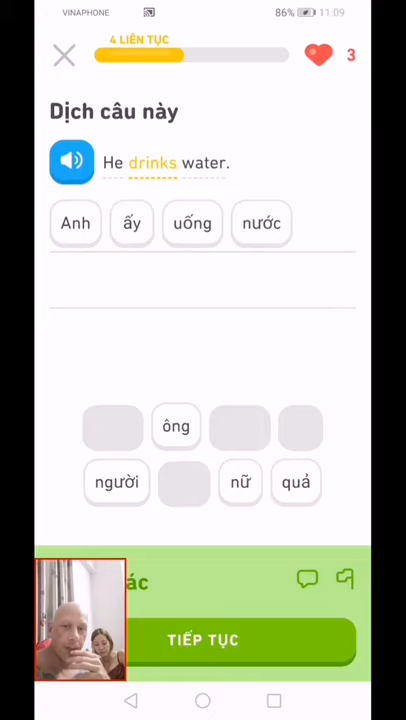 VINAPHONE 86% 11:09
4 LIÊN TỤC
3
Dịch câu này
He drinks water.
Anh ấy uống nước
ông
người nữ quả
ác
TIẾP TỤC